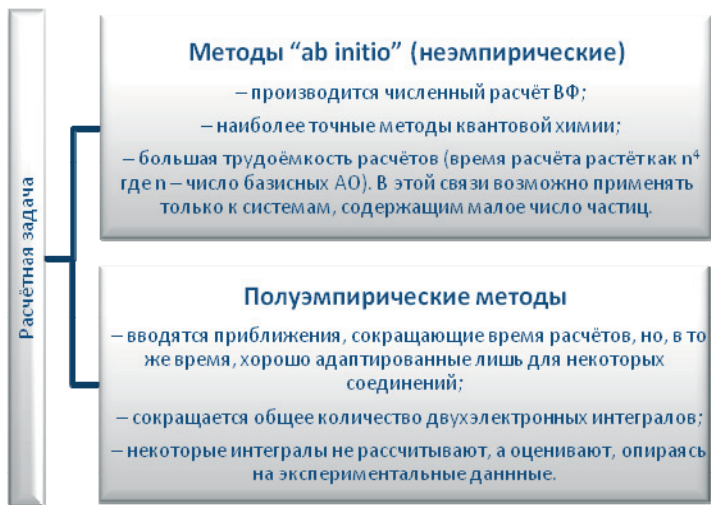 Расчётная задача
Методы “ab initio” (неэмпирические)
– производится численный расчёт ВФ;
– наиболее точные методы квантовой химии;
– большая трудоёмкость расчётов (время расчёта растёт как n⁴
где n – число базисных АО). В этой связи возможно применять
только к системам, содержащим малое число частиц.
Полуэмпирические методы
– вводятся приближения, сокращающие время расчётов, но, в то
же время, хорошо адаптированные лишь для некоторых
соединений;
– сокращается общее количество двухэлектронных интегралов;
– некоторые интегралы не рассчитывают, а оценивают, опираясь
на экспериментальные даннные.